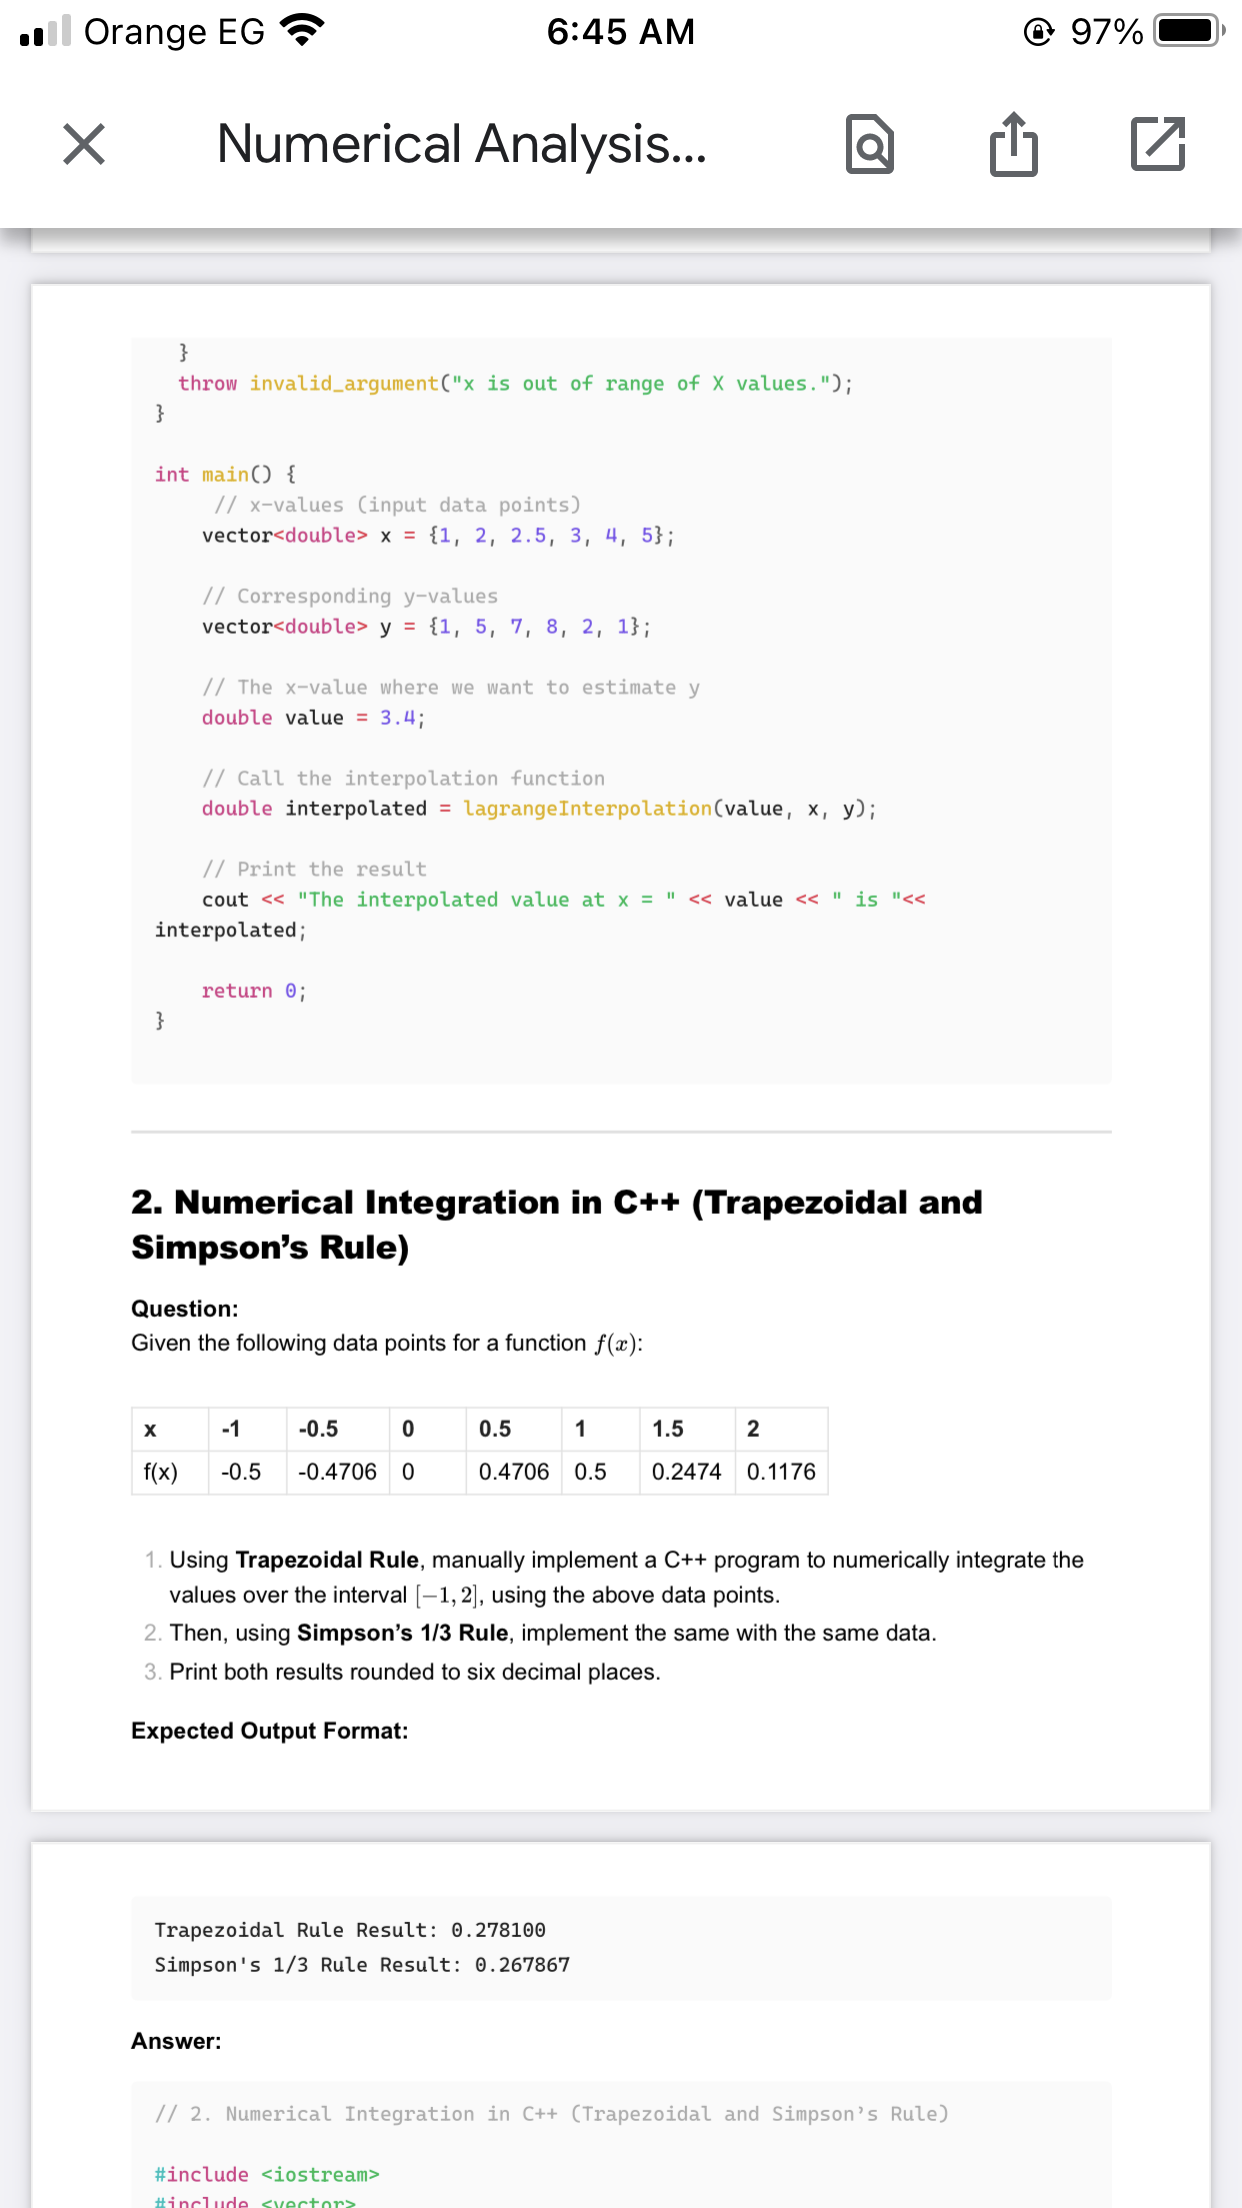 Orange EG 6:45 AM 97%
Numerical Analysis...
}
throw invalid_argument("x is out of range of X values.");
}
int main() {
// x-values (input data points)
vector<double> x = {1, 2, 2.5, 3, 4, 5};
// Corresponding y-values
vector<double> y = {1, 5, 7, 8, 2, 1};
// The x-value where we want to estimate y
double value = 3.4;
// Call the interpolation function
double interpolated = lagrangeInterpolation(value, x, y);
// Print the result
cout << "The interpolated value at x = " << value << " is "<<
interpolated;
return 0;
}
2. Numerical Integration in C++ (Trapezoidal and
Simpson’s Rule)
Question:
Given the following data points for a function f(x):
x -1 -0.5 0 0.5 1 1.5 2
f(x) -0.5 -0.4706 0 0.4706 0.5 0.2474 0.1176
1. Using Trapezoidal Rule, manually implement a C++ program to numerically integrate the
values over the interval [−1, 2], using the above data points.
2. Then, using Simpson’s 1/3 Rule, implement the same with the same data.
3. Print both results rounded to six decimal places.
Expected Output Format:
Trapezoidal Rule Result: 0.278100
Simpson's 1/3 Rule Result: 0.267867
Answer:
// 2. Numerical Integration in C++ (Trapezoidal and Simpson’s Rule)
#include <iostream>
#include <vector>